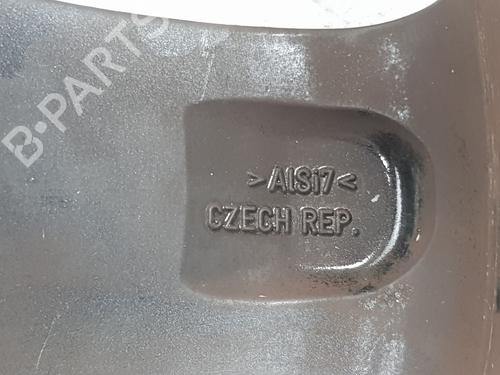 B-PARTS
>AlSi7<
CZECH REP.